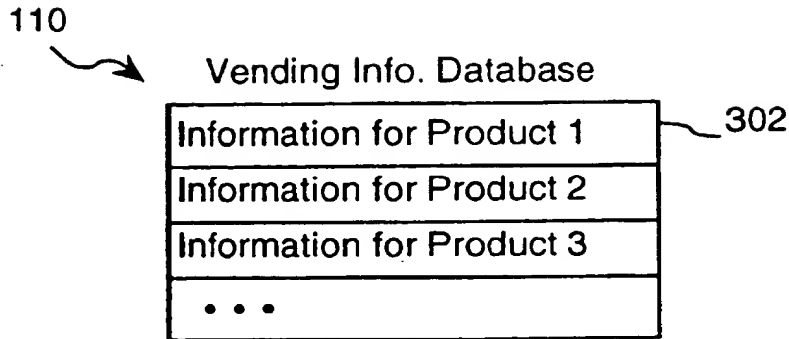 110
Vending Info. Database
Information for Product 1
302
Information for Product 2
Information for Product 3
• • •